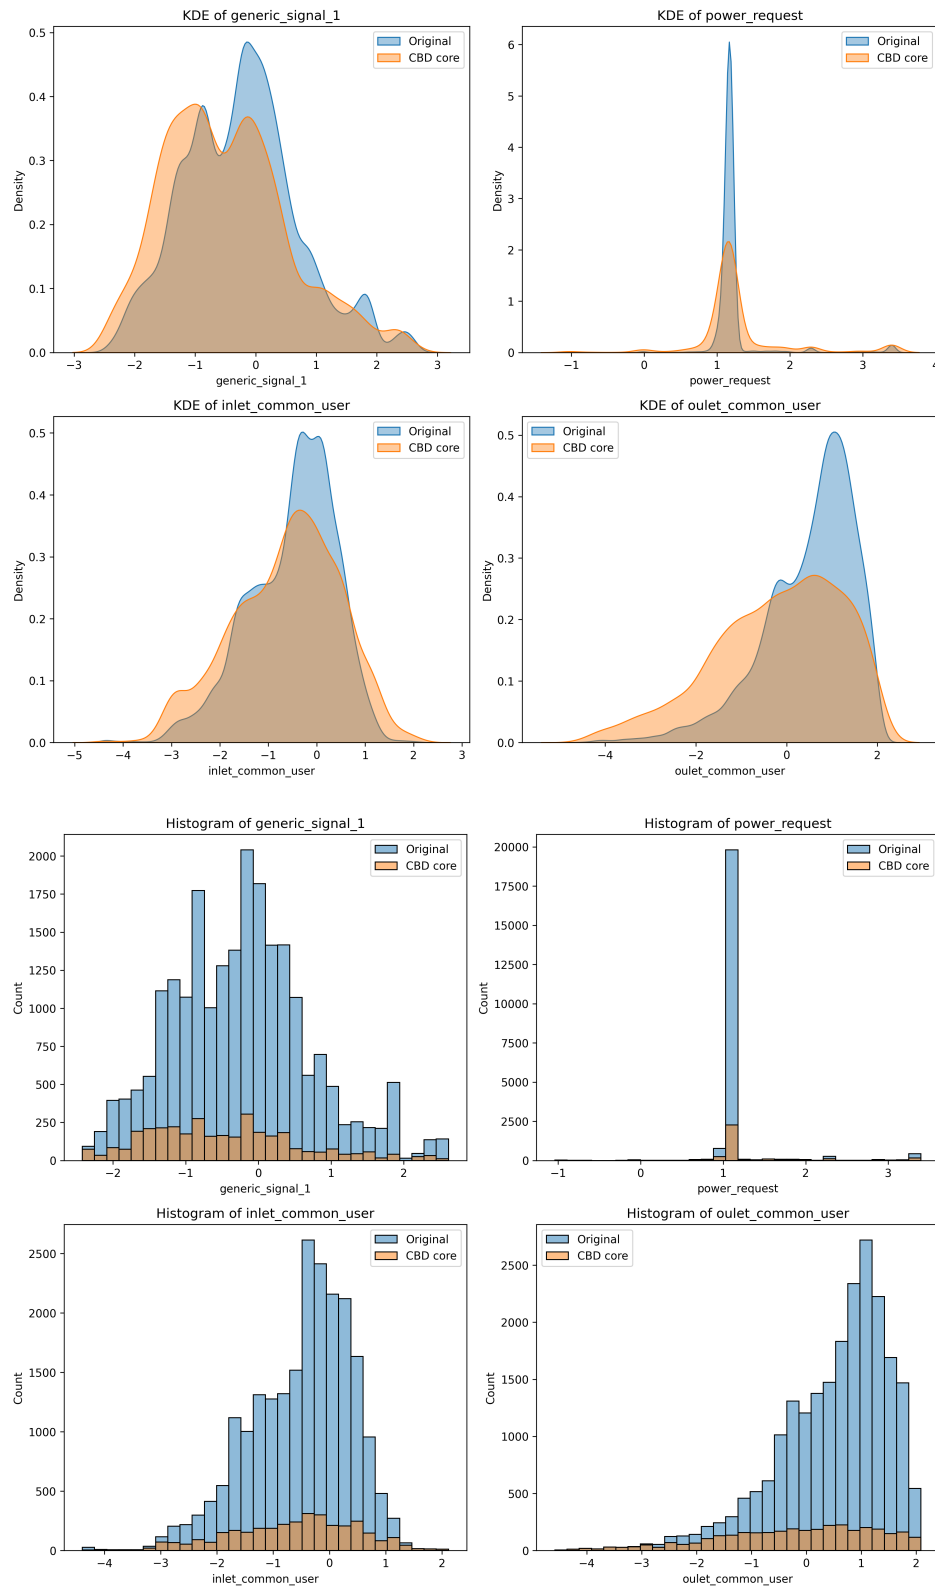 KDE of generic_signal_1
0.5
0.4
0.3
0.2
0.1
0.0
Density
Original
CBD core
−3 −2 −1 0 1 2 3
generic_signal_1
KDE of power_request
6
5
4
3
2
1
0
Density
Original
CBD core
−1 0 1 2 3 4
power_request
KDE of inlet_common_user
0.5
0.4
0.3
0.2
0.1
0.0
Density
Original
CBD core
−5 −4 −3 −2 −1 0 1 2 3
inlet_common_user
KDE of oulet_common_user
0.5
0.4
0.3
0.2
0.1
0.0
Density
Original
CBD core
−4 −2 0 2
oulet_common_user
Histogram of generic_signal_1
2000
1750
1500
1250
1000
750
500
250
0
Count
Original
CBD core
−2 −1 0 1 2
generic_signal_1
Histogram of power_request
20000
17500
15000
12500
10000
7500
5000
2500
0
Count
Original
CBD core
−1 0 1 2 3
power_request
Histogram of inlet_common_user
2500
2000
1500
1000
500
0
Count
Original
CBD core
−4 −3 −2 −1 0 1 2
inlet_common_user
Histogram of oulet_common_user
2500
2000
1500
1000
500
0
Count
Original
CBD core
−4 −3 −2 −1 0 1 2
oulet_common_user